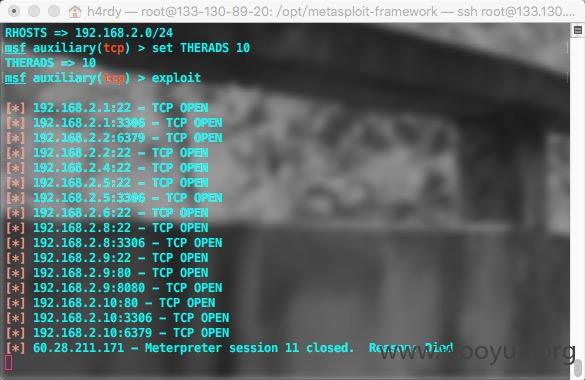 h4rdy — root@133-130-89-20: /opt/metasploit-framework — ssh root@133.130....
RHOSTS => 192.168.2.0/24
msf auxiliary(tcp) > set THERADS 10
THERADS => 10
msf auxiliary(tcp) > exploit
[*] 192.168.2.1:22 - TCP OPEN
[*] 192.168.2.1:3306 - TCP OPEN
[*] 192.168.2.2:6379 - TCP OPEN
[*] 192.168.2.2:22 - TCP OPEN
[*] 192.168.2.4:22 - TCP OPEN
[*] 192.168.2.5:22 - TCP OPEN
[*] 192.168.2.5:3306 - TCP OPEN
[*] 192.168.2.6:22 - TCP OPEN
[*] 192.168.2.8:22 - TCP OPEN
[*] 192.168.2.8:3306 - TCP OPEN
[*] 192.168.2.9:22 - TCP OPEN
[*] 192.168.2.9:80 - TCP OPEN
[*] 192.168.2.9:8080 - TCP OPEN
[*] 192.168.2.10:80 - TCP OPEN
[*] 192.168.2.10:3306 - TCP OPEN
[*] 192.168.2.10:6379 - TCP OPEN
[*] 60.28.211.171 - Meterpreter session 11 closed.  Reason: Died